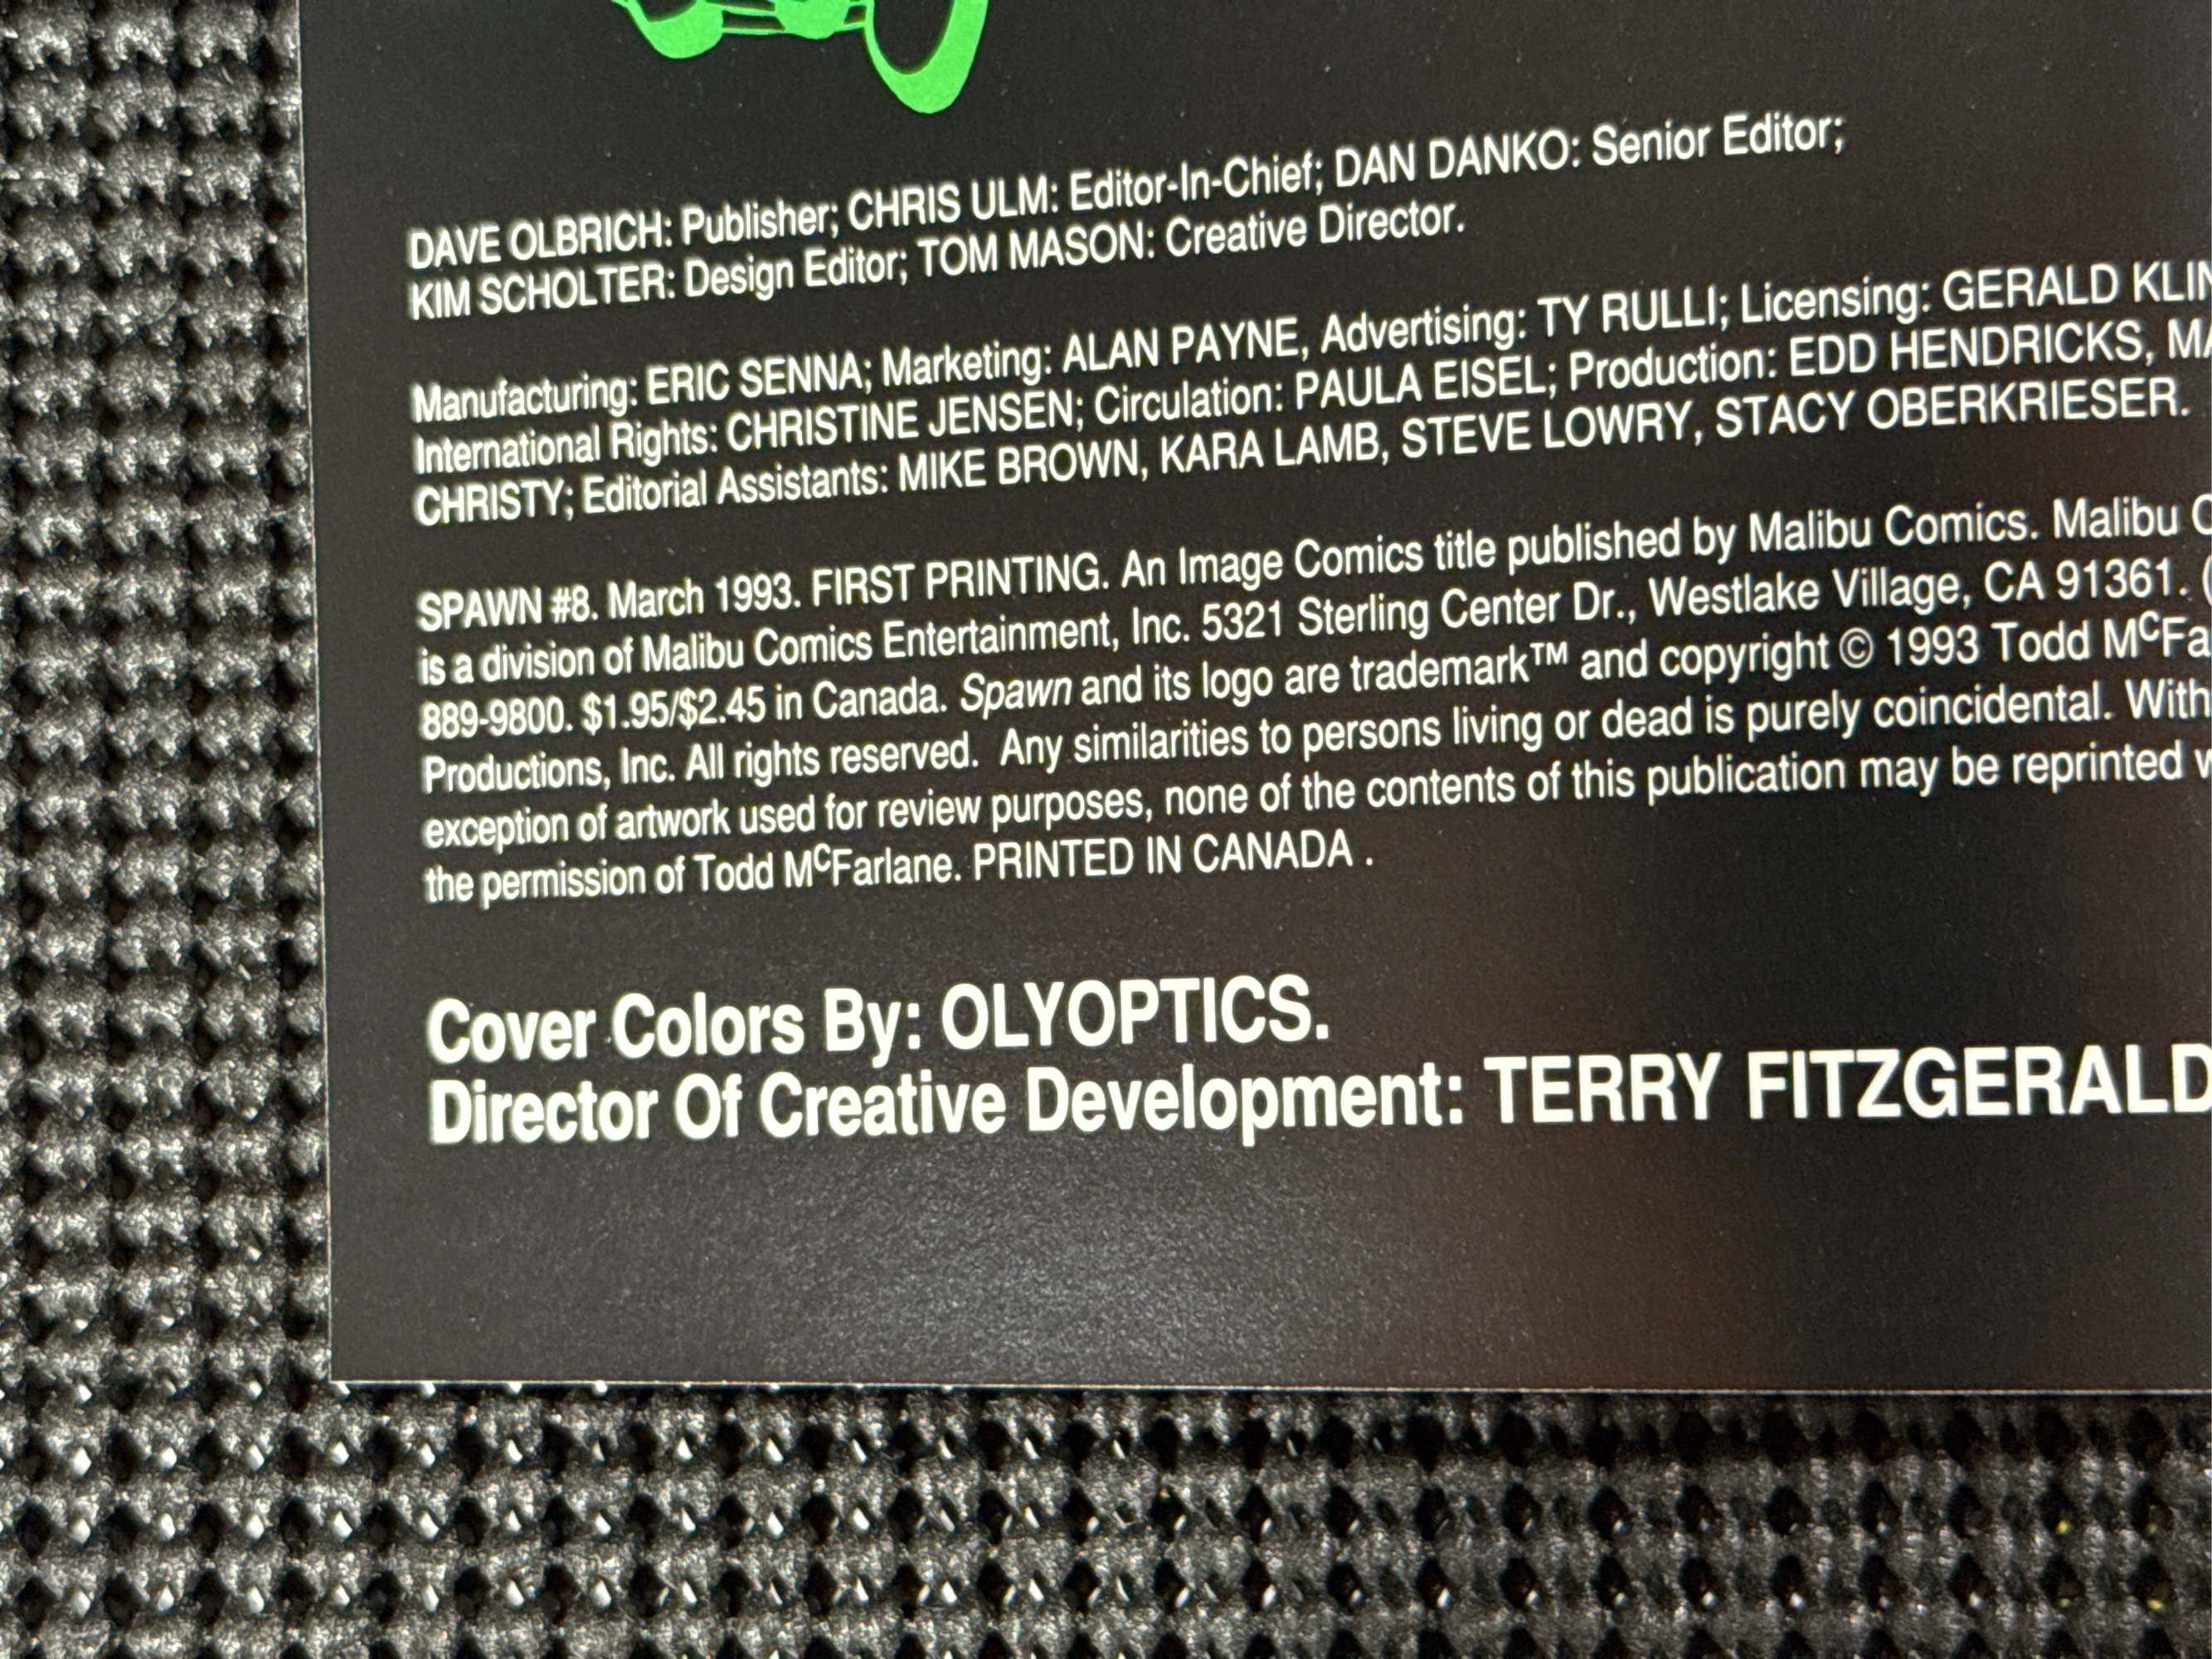 DAVE OLBRICH: Publisher; CHRIS ULM: Editor-In-Chief; DAN DANKO: Senior Editor;
KIM SCHOLTER: Design Editor; TOM MASON: Creative Director.
Manufacturing: ERIC SENNA; Marketing: ALAN PAYNE, Advertising: TY RULLI; Licensing: GERALD
International Rights: CHRISTINE JENSEN; Circulation: PAULA EISEL; Production: EDD HENDRICKS,
CHRISTY; Editorial Assistants: MIKE BROWN, KARA LAMB, STEVE LOWRY, STACY OBERKRIESER.
SPAWN #8. March 1993. FIRST PRINTING. An Image Comics title published by Malibu Comics. Malibu
is a division of Malibu Comics Entertainment, Inc. 5321 Sterling Center Dr., Westlake Village, CA 91361. (
889-9800. $1.95/$2.45 in Canada. Spawn and its logo are trademark™ and copyright © 1993 Todd
Productions, Inc. All rights reserved. Any similarities to persons living or dead is purely coincidental. With
exception of artwork used for review purposes, none of the contents of this publication may be reprinted
the permission of Todd McFarlane. PRINTED IN CANADA .
Cover Colors By: OLYOPTICS.
Director Of Creative Development: TERRY FITZGERALD